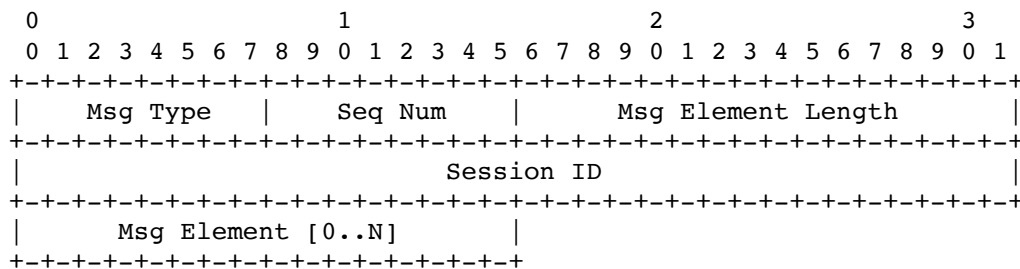 0                   1                   2                   3
 0 1 2 3 4 5 6 7 8 9 0 1 2 3 4 5 6 7 8 9 0 1 2 3 4 5 6 7 8 9 0 1
+-+-+-+-+-+-+-+-+-+-+-+-+-+-+-+-+-+-+-+-+-+-+-+-+-+-+-+-+-+-+-+-+
|    Msg Type   |    Seq Num    |      Msg Element Length       |
+-+-+-+-+-+-+-+-+-+-+-+-+-+-+-+-+-+-+-+-+-+-+-+-+-+-+-+-+-+-+-+-+
|                          Session ID                           |
+-+-+-+-+-+-+-+-+-+-+-+-+-+-+-+-+-+-+-+-+-+-+-+-+-+-+-+-+-+-+-+-+
|      Msg Element [0..N]       |
+-+-+-+-+-+-+-+-+-+-+-+-+-+-+-+-+